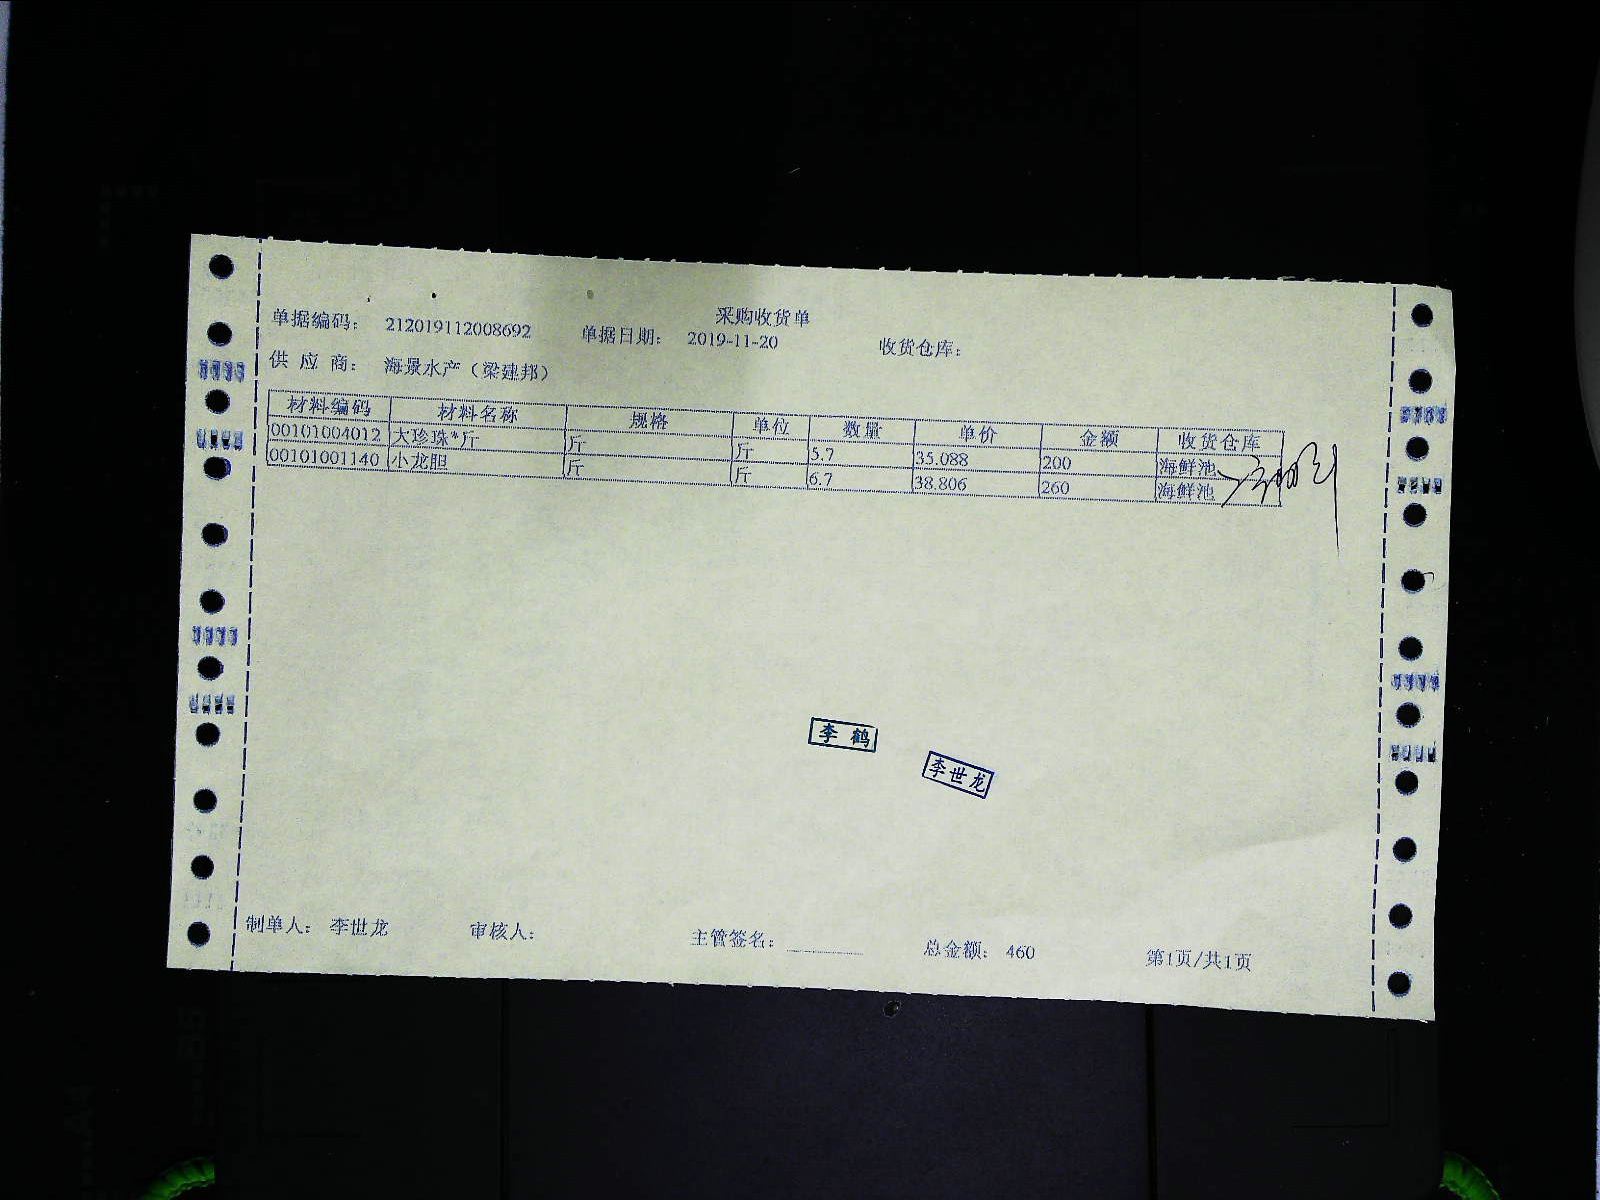 采购收货单
单据编码： 212019112008692 单据日期： 2019-11-20 收货仓库：
供应商： 海景水产（梁建邦）
材料编码 材料名称 规格 单位 数量 单价 金额 收货仓库
00101004012 大珍珠*斤 斤 斤 5.7 35.088 200 海鲜池
00101001140 小龙胆 斤 斤 6.7 38.806 260 海鲜池
李鹤
李世龙
制单人： 李世龙 审核人： 主管签名： 总金额： 460 第1页/共1页